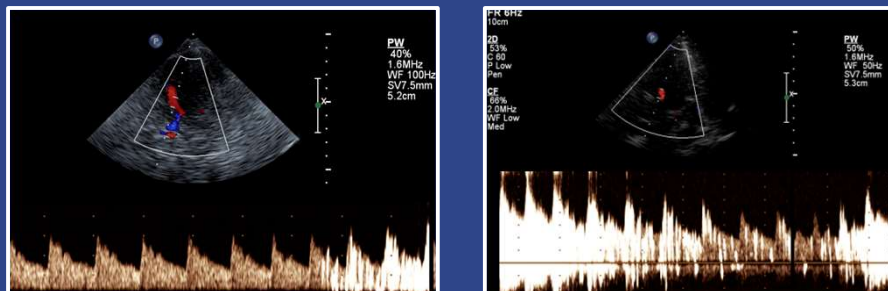 P
PW
40%
1.6MHz
WF 100Hz
SV7.5mm
5.2cm
X
FR 6Hz
10cm
2D
53%
C 60
P Low
Pen
CF
66%
2.0MHz
WF Low
Med
P
PW
50%
1.6MHz
WF 50Hz
SV7.5mm
5.3cm
X